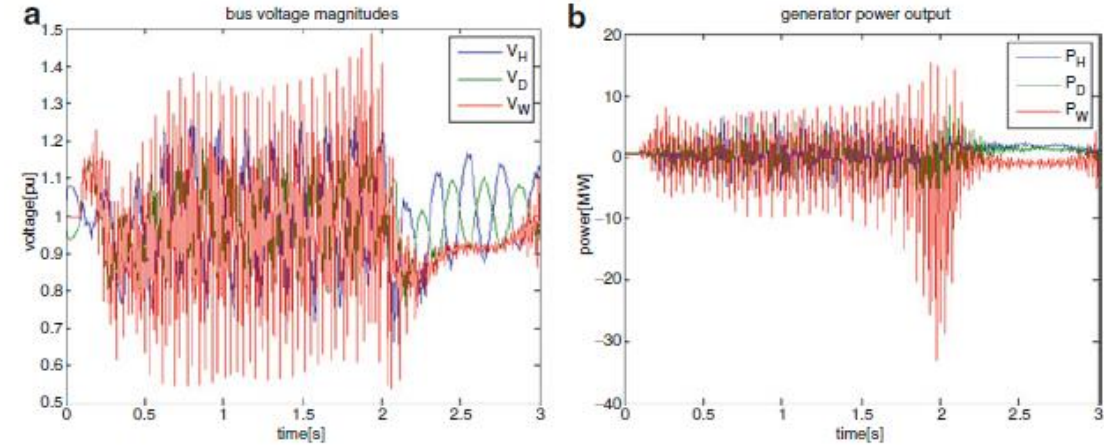 a
bus voltage magnitudes
1.5
1.4
1.3
1.2
1.1
1
0.9
0.8
0.7
0.6
0.5
voltage[pu]
V_H
V_D
V_W
0
0.5
1
1.5
2
2.5
3
time[s]
b
generator power output
20
10
0
−10
−20
−30
−40
power[MW]
P_H
P_D
P_W
0
0.5
1
1.5
2
2.5
3
time[s]